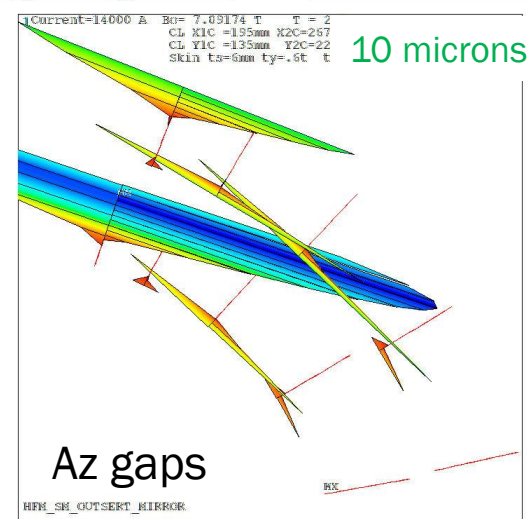 1Current=14000 A Bo= 7.09174 T T = 2
CL X1C =195mm X2C=267
CL Y1C =135mm Y2C=22
Skin ts=6mm ty=.6t t
10 microns
MX
Az gaps
HFM_SM_OUTSERT_MIRROR